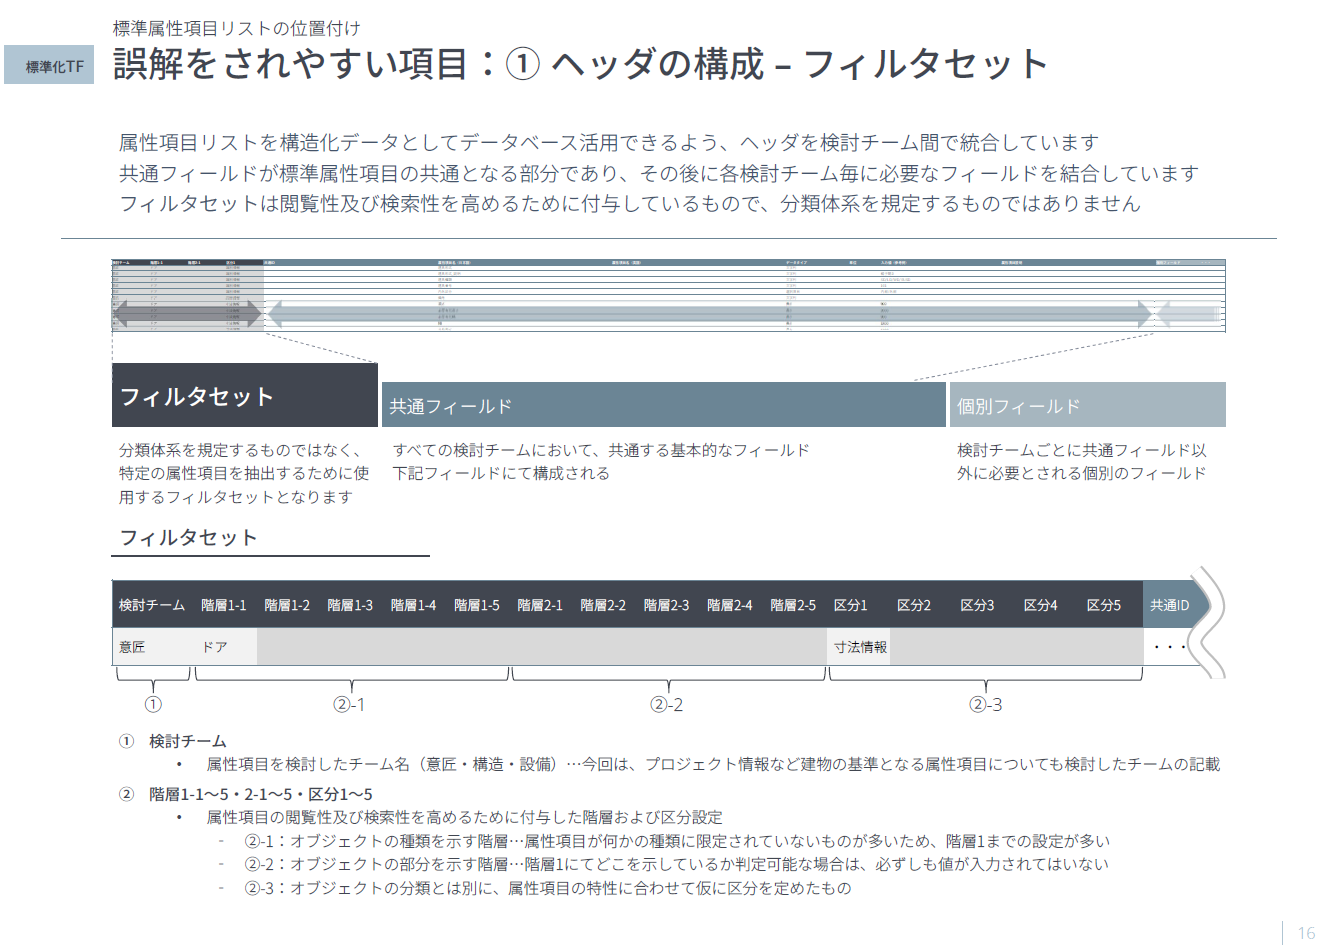 標準属性項目リストの位置付け
標準化TF
誤解をされやすい項目：① ヘッダの構成 – フィルタセット
属性項目リストを構造化データとしてデータベース活用できるよう、ヘッダを検討チーム間で統合しています
共通フィールドが標準属性項目の共通となる部分であり、その後に各検討チーム毎に必要なフィールドを結合しています
フィルタセットは閲覧性及び検索性を高めるために付与しているもので、分類体系を規定するものではありません
フィルタセット
共通フィールド
個別フィールド
分類体系を規定するものではなく、
特定の属性項目を抽出するために使
用するフィルタセットとなります
すべての検討チームにおいて、共通する基本的なフィールド
下記フィールドにて構成される
検討チームごとに共通フィールド以
外に必要とされる個別のフィールド
フィルタセット
検討チーム 階層1-1 階層1-2 階層1-3 階層1-4 階層1-5 階層2-1 階層2-2 階層2-3 階層2-4 階層2-5 区分1 区分2 区分3 区分4 区分5 共通ID
意匠 ドア 寸法情報 ・・・
① ②-1 ②-2 ②-3
① 検討チーム
• 属性項目を検討したチーム名（意匠・構造・設備）…今回は、プロジェクト情報など建物の基準となる属性項目についても検討したチームの記載
② 階層1-1～5・2-1～5・区分1～5
• 属性項目の閲覧性及び検索性を高めるために付与した階層および区分設定
- ②-1：オブジェクトの種類を示す階層…属性項目が何かの種類に限定されていないものが多いため、階層1までの設定が多い
- ②-2：オブジェクトの部分を示す階層…階層1にてどこを示しているか判定可能な場合は、必ずしも値が入力されてはいない
- ②-3：オブジェクトの分類とは別に、属性項目の特性に合わせて仮に区分を定めたもの
16